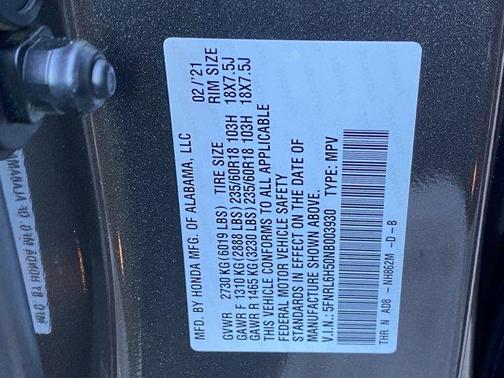 MFD. BY HONDA MFG. OF ALABAMA, LLC 02/'21
TIRE SIZE RIM SIZE
GVWR 2730 KG(6019 LBS)
GAWR F 1310 KG (2888 LBS) 235/60R18 103H 18X7.5J
GAWR R 1465 KG(3230 LBS) 235/60R18 103H 18X7.5J
THIS VEHICLE CONFORMS TO ALL APPLICABLE
FEDERAL MOTOR VEHICLE SAFETY
STANDARDS IN EFFECT ON THE DATE OF
MANUFACTURE SHOWN ABOVE.
V.I.N.: 5FNRL6H50NB003930 TYPE: MPV
THR N AD8 - NH862M -D -B